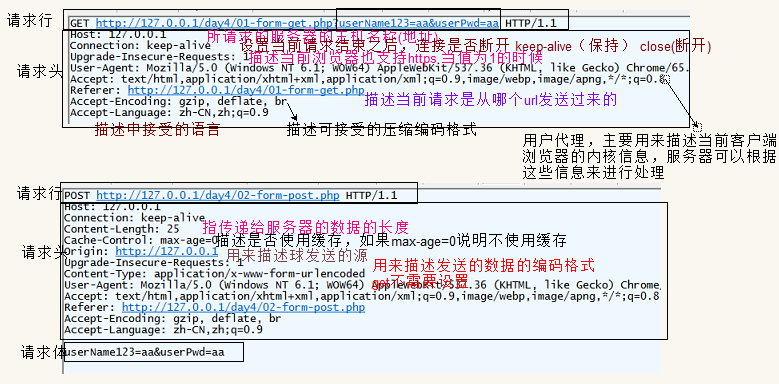 请求行
GET http://127.0.0.1/day4/01-form-get.php?userName123=aa&userPwd=aa HTTP/1.1
Host: 127.0.0.1 所请求的服务器的主机名称(地址)
Connection: keep-alive 设置当前请求结束之后，连接是否断开 keep-alive（保持） close(断开)
Upgrade-Insecure-Requests: 1 描述当前浏览器也支持https,当值为1的时候
请求头
User-Agent: Mozilla/5.0 (Windows NT 6.1; WOW64) AppleWebKit/537.36 (KHTML, like Gecko) Chrome/65.
Accept: text/html,application/xhtml+xml,application/xml;q=0.9,image/webp,image/apng,*/*;q=0.8
Referer: http://127.0.0.1/day4/01-form-get.php
描述当前请求是从哪个url发送过来的
Accept-Encoding: gzip, deflate, br
Accept-Language: zh-CN,zh;q=0.9
描述中接受的语言
描述可接受的压缩编码格式
用户代理，主要用来描述当前客户端
浏览器的内核信息，服务器可以根据
这些信息来进行处理
请求行
POST http://127.0.0.1/day4/02-form-post.php HTTP/1.1
Host: 127.0.0.1
Connection: keep-alive
Content-Length: 25 指传递给服务器的数据的长度
Cache-Control: max-age=0 描述是否使用缓存，如果max-age=0说明不使用缓存
请求头
Origin: http://127.0.0.1 用来描述球发送的源
Upgrade-Insecure-Requests: 1
Content-Type: application/x-www-form-urlencoded 用来描述发送的数据的编码格式
get不需要设置
User-Agent: Mozilla/5.0 (Windows NT 6.1; WOW64) AppleWebKit/537.36 (KHTML, like Gecko) Chrome,
Accept: text/html,application/xhtml+xml,application/xml;q=0.9,image/webp,image/apng,*/*;q=0.8
Referer: http://127.0.0.1/day4/02-form-post.php
Accept-Encoding: gzip, deflate, br
Accept-Language: zh-CN,zh;q=0.9
请求体
userName123=aa&userPwd=aa